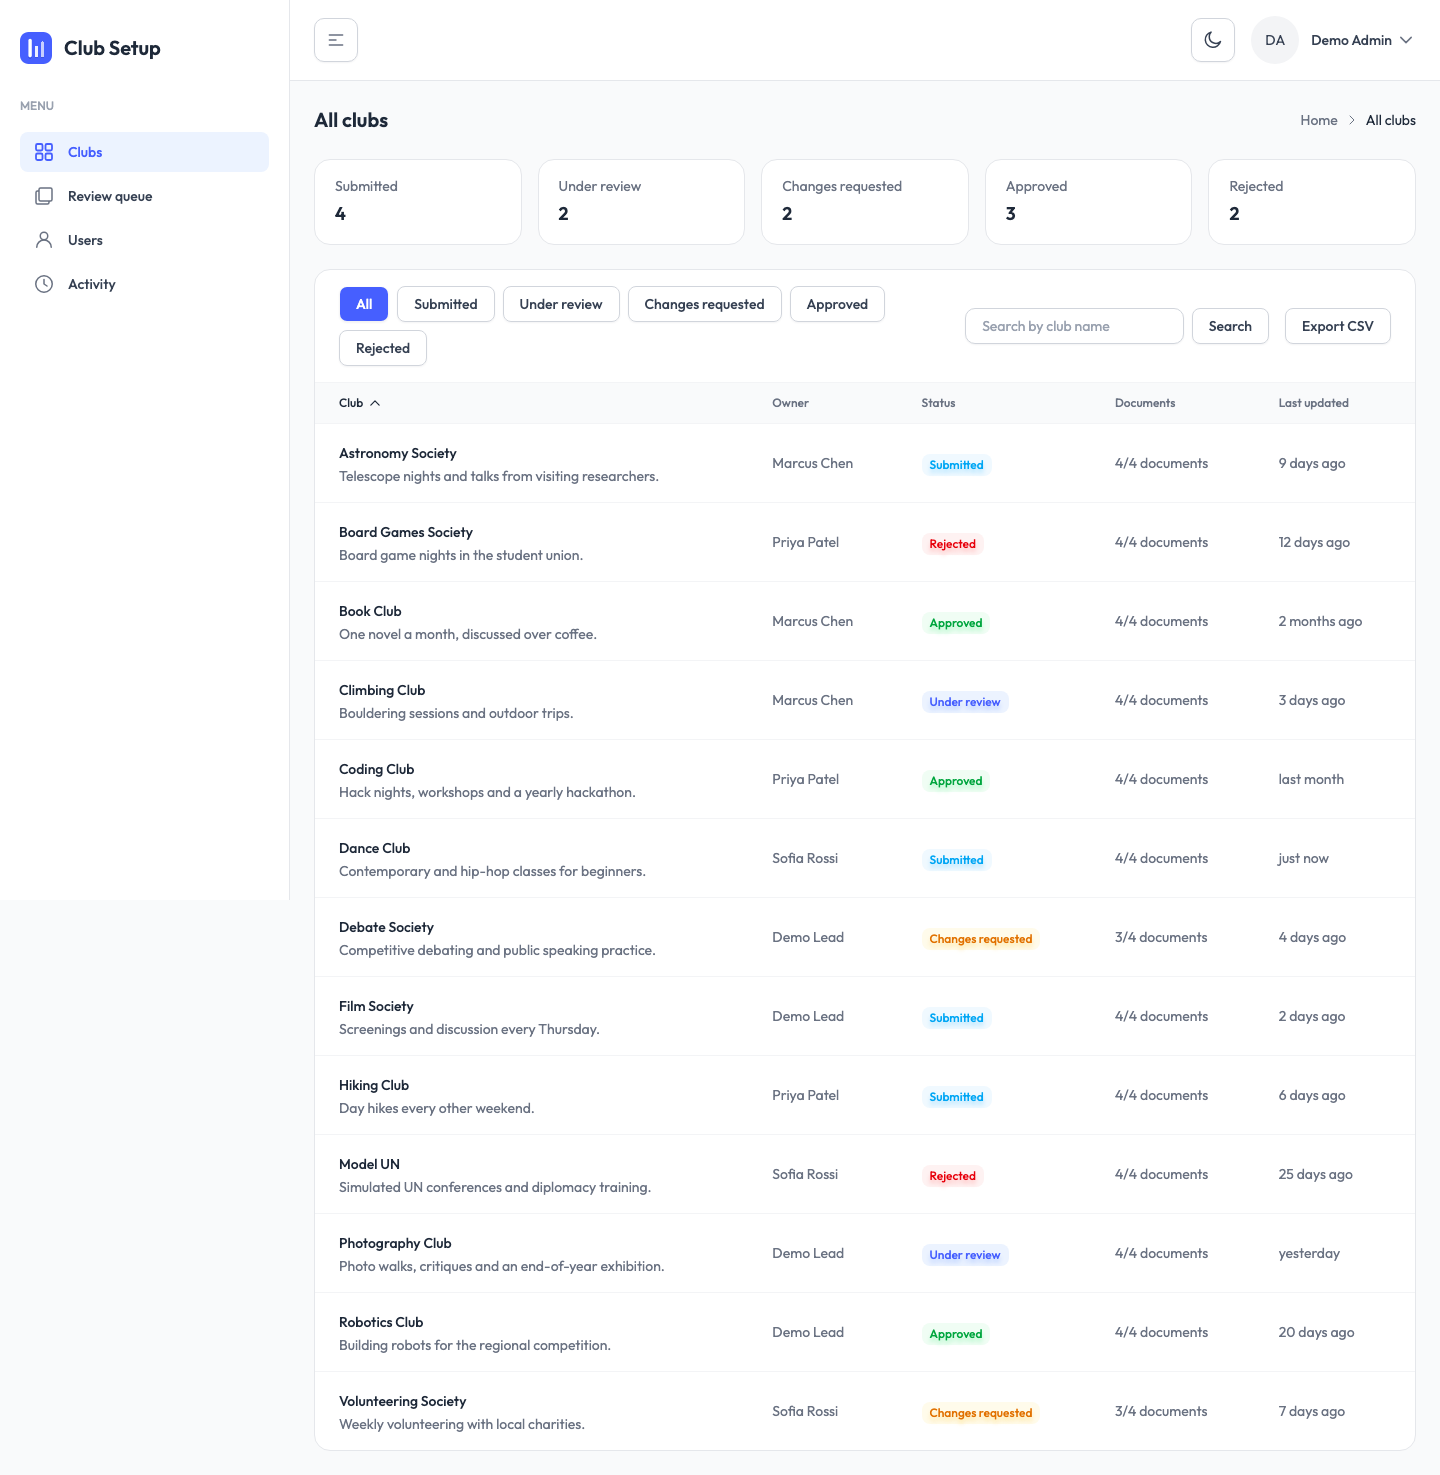 Club Setup
MENU
Clubs
Review queue
Users
Activity
DA
Demo Admin
All clubs
Home
All clubs
Submitted
4
Under review
2
Changes requested
2
Approved
3
Rejected
2
All
Submitted
Under review
Changes requested
Approved
Rejected
Search by club name
Search
Export CSV
Club Owner Status Documents Last updated
Astronomy Society
Telescope nights and talks from visiting researchers.
Marcus Chen Submitted 4/4 documents 9 days ago
Board Games Society
Board game nights in the student union.
Priya Patel Rejected 4/4 documents 12 days ago
Book Club
One novel a month, discussed over coffee.
Marcus Chen Approved 4/4 documents 2 months ago
Climbing Club
Bouldering sessions and outdoor trips.
Marcus Chen Under review 4/4 documents 3 days ago
Coding Club
Hack nights, workshops and a yearly hackathon.
Priya Patel Approved 4/4 documents last month
Dance Club
Contemporary and hip-hop classes for beginners.
Sofia Rossi Submitted 4/4 documents just now
Debate Society
Competitive debating and public speaking practice.
Demo Lead Changes requested 3/4 documents 4 days ago
Film Society
Screenings and discussion every Thursday.
Demo Lead Submitted 4/4 documents 2 days ago
Hiking Club
Day hikes every other weekend.
Priya Patel Submitted 4/4 documents 6 days ago
Model UN
Simulated UN conferences and diplomacy training.
Sofia Rossi Rejected 4/4 documents 25 days ago
Photography Club
Photo walks, critiques and an end-of-year exhibition.
Demo Lead Under review 4/4 documents yesterday
Robotics Club
Building robots for the regional competition.
Demo Lead Approved 4/4 documents 20 days ago
Volunteering Society
Weekly volunteering with local charities.
Sofia Rossi Changes requested 3/4 documents 7 days ago